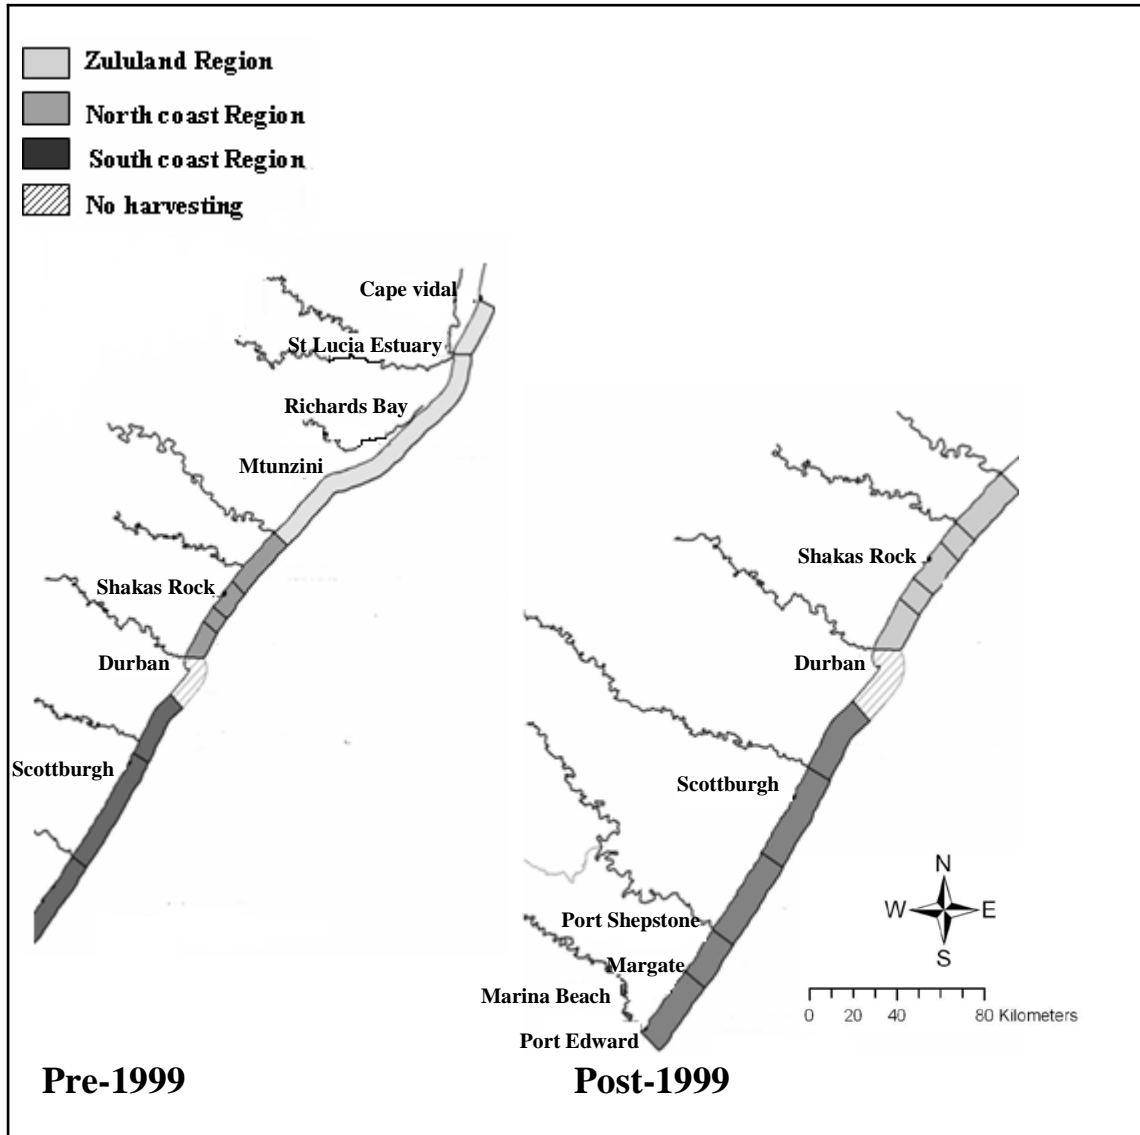 Zululand Region
North coast Region
South coast Region
No harvesting
Cape vidal
St Lucia Estuary
Richards Bay
Mtunzini
Shakas Rock
Durban
Scottburgh
Pre-1999
Shakas Rock
Durban
Scottburgh
Port Shepstone
Margate
Marina Beach
Port Edward
Post-1999
N
W E
S
0 20 40 80 Kilometers